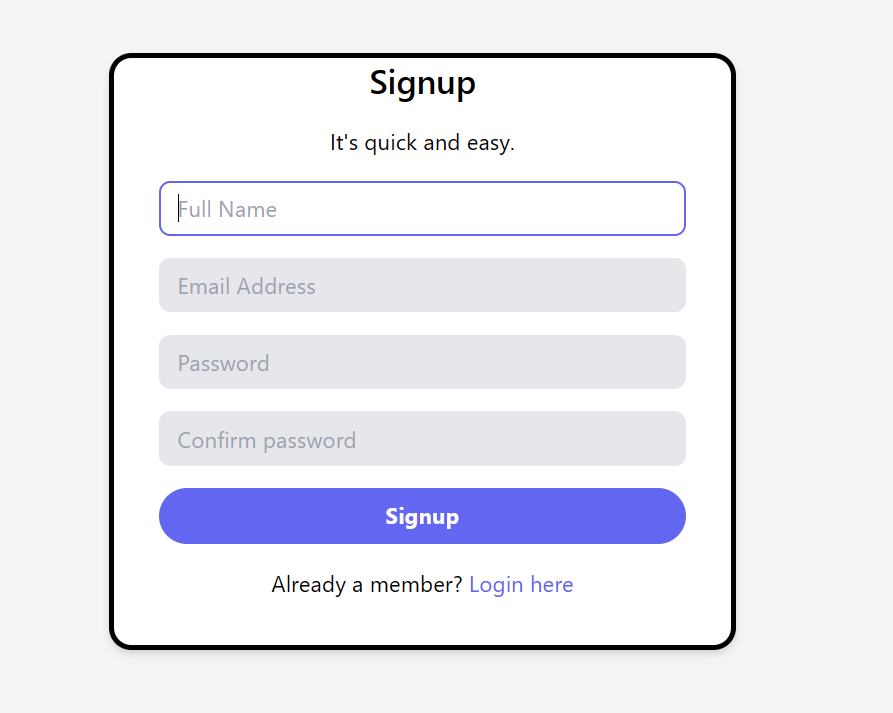 Signup
It's quick and easy.
Full Name
Email Address
Password
Confirm password
Signup
Already a member? Login here